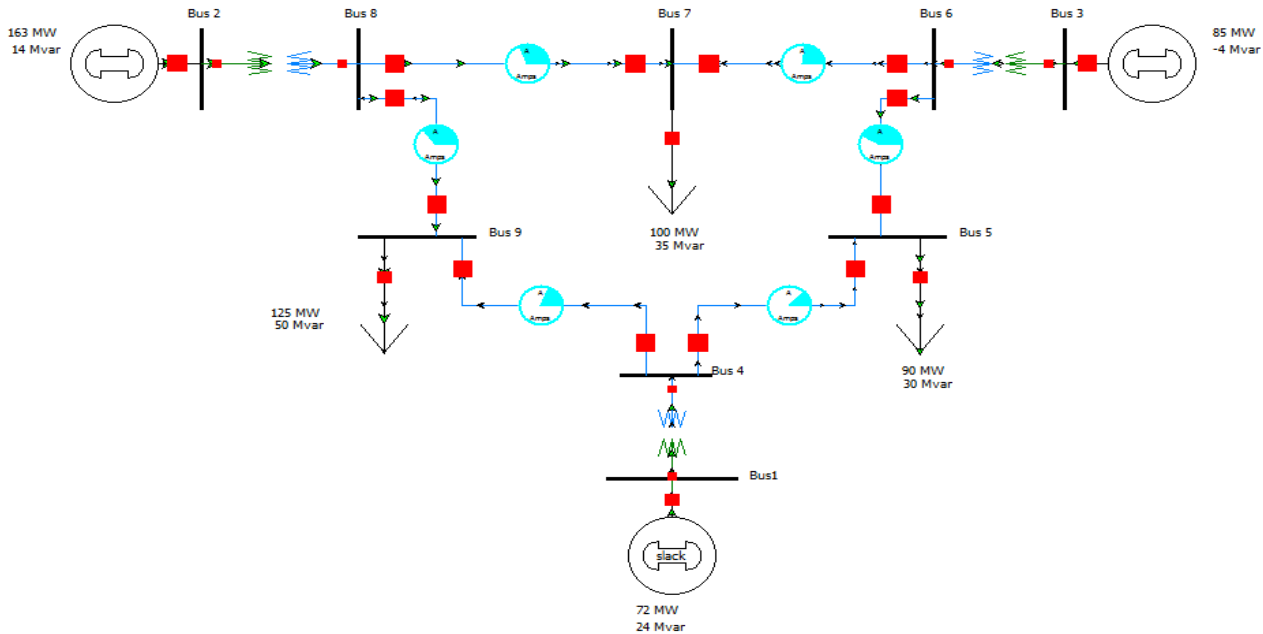 Bus 2
Bus 8
Bus 7
Bus 6
Bus 3
163 MW
14 Mvar
85 MW
-4 Mvar
A
Amps
A
Amps
A
Amps
A
Amps
Bus 9
100 MW
35 Mvar
Bus 5
A
Amps
A
Amps
125 MW
50 Mvar
Bus 4
90 MW
30 Mvar
Bus1
slack
72 MW
24 Mvar